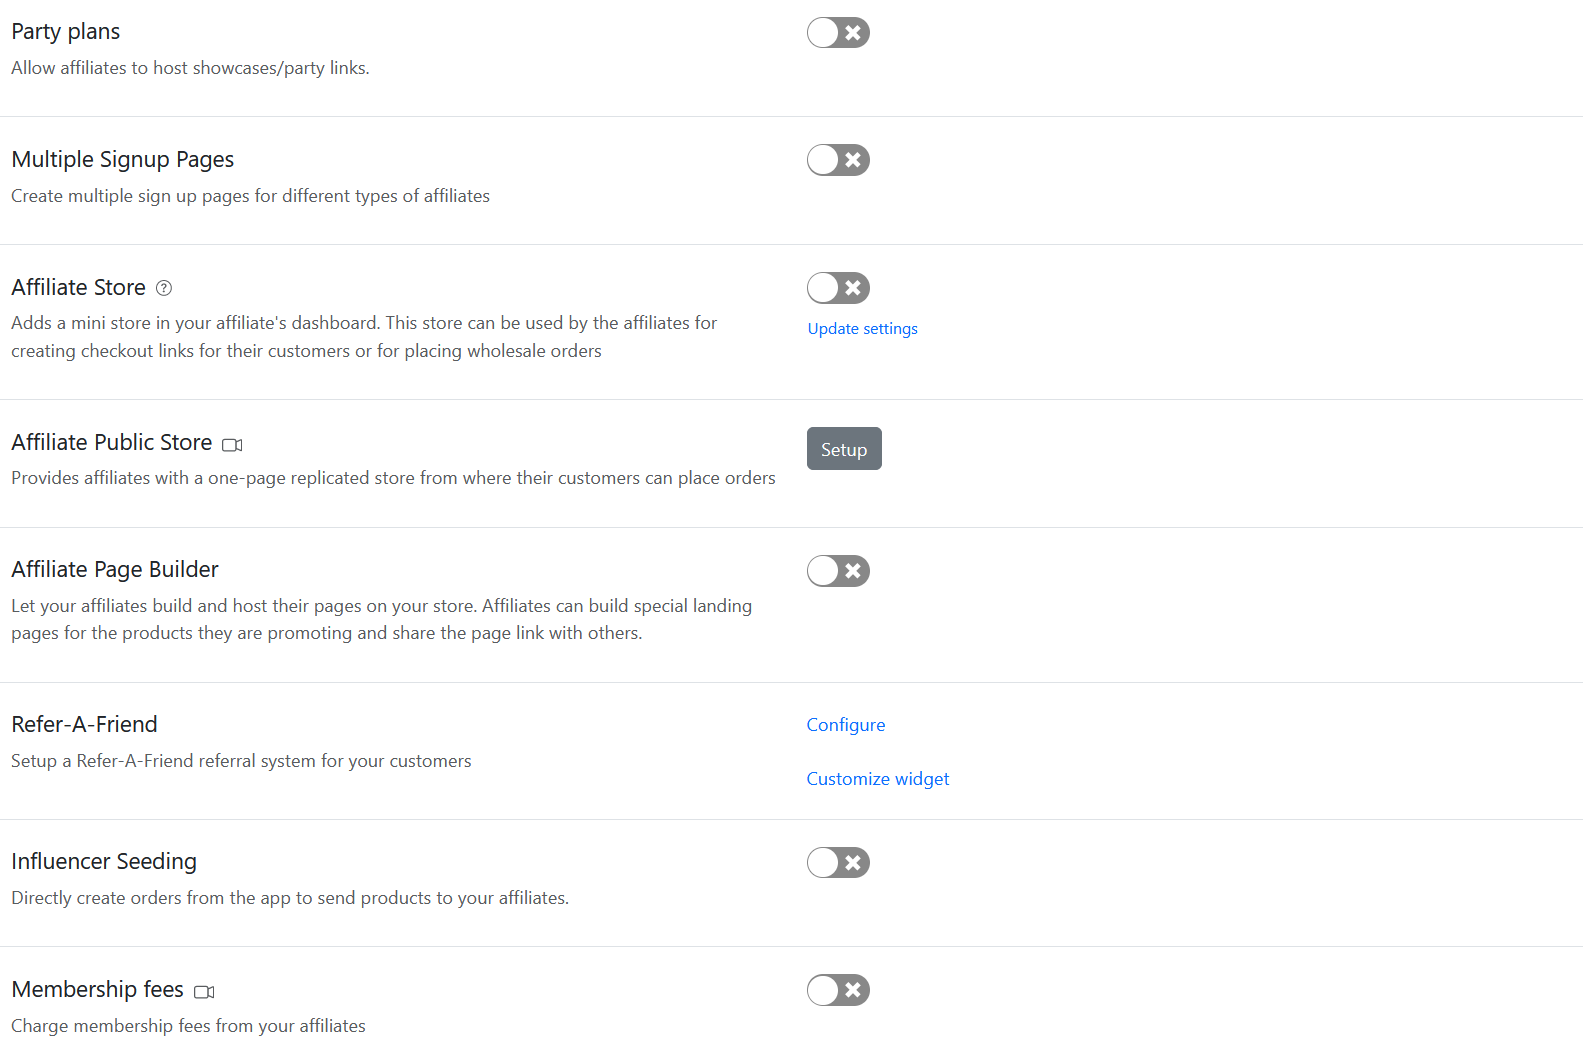 Party plans
Allow affiliates to host showcases/party links.
Multiple Signup Pages
Create multiple sign up pages for different types of affiliates
Affiliate Store
Adds a mini store in your affiliate's dashboard. This store can be used by the affiliates for
creating checkout links for their customers or for placing wholesale orders
Update settings
Affiliate Public Store
Provides affiliates with a one-page replicated store from where their customers can place orders
Setup
Affiliate Page Builder
Let your affiliates build and host their pages on your store. Affiliates can build special landing
pages for the products they are promoting and share the page link with others.
Refer-A-Friend
Setup a Refer-A-Friend referral system for your customers
Configure
Customize widget
Influencer Seeding
Directly create orders from the app to send products to your affiliates.
Membership fees
Charge membership fees from your affiliates